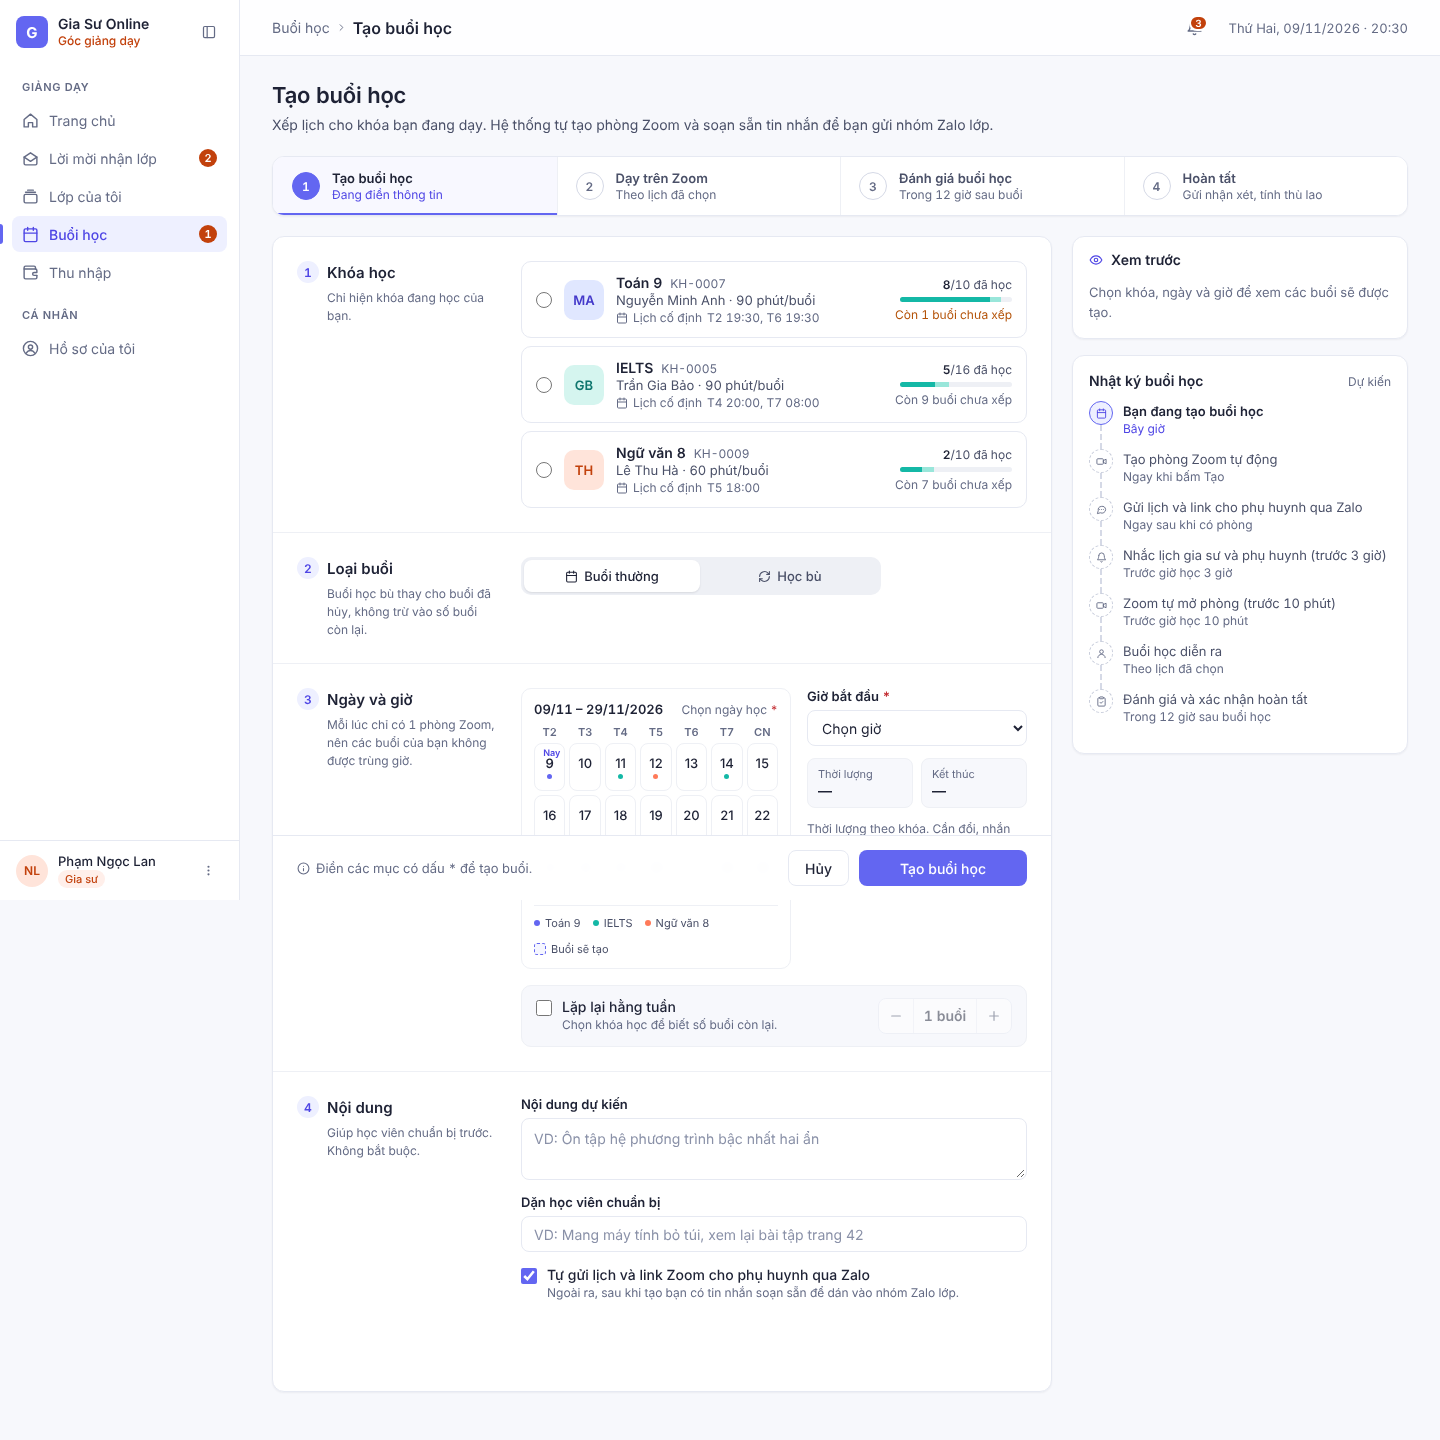 G
Gia Sư Online
Góc giảng dạy
GIẢNG DẠY
Trang chủ
Lời mời nhận lớp
2
Lớp của tôi
Buổi học
1
Thu nhập
CÁ NHÂN
Hồ sơ của tôi
NL
Phạm Ngọc Lan
Gia sư
Buổi học
Tạo buổi học
3
Thứ Hai, 09/11/2026 · 20:30
Tạo buổi học
Xếp lịch cho khóa bạn đang dạy. Hệ thống tự tạo phòng Zoom và soạn sẵn tin nhắn để bạn gửi nhóm Zalo lớp.
1
Tạo buổi học
Đang điền thông tin
2
Dạy trên Zoom
Theo lịch đã chọn
3
Đánh giá buổi học
Trong 12 giờ sau buổi
4
Hoàn tất
Gửi nhận xét, tính thù lao
1
Khóa học
Chỉ hiện khóa đang học của
bạn.
MA
Toán 9 KH-0007
Nguyễn Minh Anh · 90 phút/buổi
Lịch cố định T2 19:30, T6 19:30
8/10 đã học
Còn 1 buổi chưa xếp
GB
IELTS KH-0005
Trần Gia Bảo · 90 phút/buổi
Lịch cố định T4 20:00, T7 08:00
5/16 đã học
Còn 9 buổi chưa xếp
TH
Ngữ văn 8 KH-0009
Lê Thu Hà · 60 phút/buổi
Lịch cố định T5 18:00
2/10 đã học
Còn 7 buổi chưa xếp
2
Loại buổi
Buổi học bù thay cho buổi đã
hủy, không trừ vào số buổi
còn lại.
Buổi thường
Học bù
3
Ngày và giờ
Mỗi lúc chỉ có 1 phòng Zoom,
nên các buổi của bạn không
được trùng giờ.
09/11 – 29/11/2026
Chọn ngày học *
T2 T3 T4 T5 T6 T7 CN
Nay
9 10 11 12 13 14 15
16 17 18 19 20 21 22
Giờ bắt đầu *
Chọn giờ
Thời lượng
—
Kết thúc
—
Thời lượng theo khóa. Cần đổi, nhắn
Điền các mục có dấu * để tạo buổi.
Hủy
Tạo buổi học
Toán 9
IELTS
Ngữ văn 8
Buổi sẽ tạo
Lặp lại hằng tuần
Chọn khóa học để biết số buổi còn lại.
− 1 buổi +
4
Nội dung
Giúp học viên chuẩn bị trước.
Không bắt buộc.
Nội dung dự kiến
VD: Ôn tập hệ phương trình bậc nhất hai ẩn
Dặn học viên chuẩn bị
VD: Mang máy tính bỏ túi, xem lại bài tập trang 42
Tự gửi lịch và link Zoom cho phụ huynh qua Zalo
Ngoài ra, sau khi tạo bạn có tin nhắn soạn sẵn để dán vào nhóm Zalo lớp.
Xem trước
Chọn khóa, ngày và giờ để xem các buổi sẽ được
tạo.
Nhật ký buổi học
Dự kiến
Bạn đang tạo buổi học
Bây giờ
Tạo phòng Zoom tự động
Ngay khi bấm Tạo
Gửi lịch và link cho phụ huynh qua Zalo
Ngay sau khi có phòng
Nhắc lịch gia sư và phụ huynh (trước 3 giờ)
Trước giờ học 3 giờ
Zoom tự mở phòng (trước 10 phút)
Trước giờ học 10 phút
Buổi học diễn ra
Theo lịch đã chọn
Đánh giá và xác nhận hoàn tất
Trong 12 giờ sau buổi học